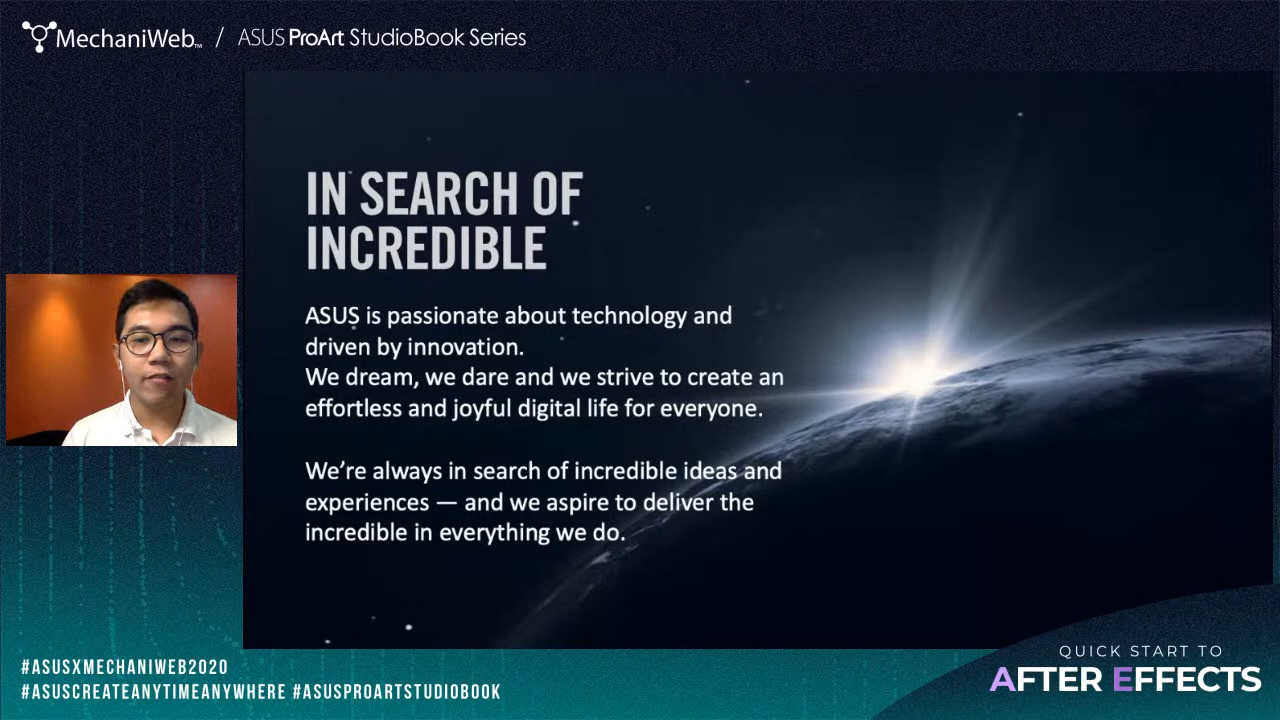 MechaniWeb™ / ASUS ProArt StudioBook Series
IN SEARCH OF
INCREDIBLE
ASUS is passionate about technology and
driven by innovation.
We dream, we dare and we strive to create an
effortless and joyful digital life for everyone.
We’re always in search of incredible ideas and
experiences — and we aspire to deliver the
incredible in everything we do.
#ASUSXMECHANIWEB2020
#ASUSCREATEANYTIMEANYWHERE #ASUSPROARTSTUDIOBOOK
QUICK START TO
AFTER EFFECTS